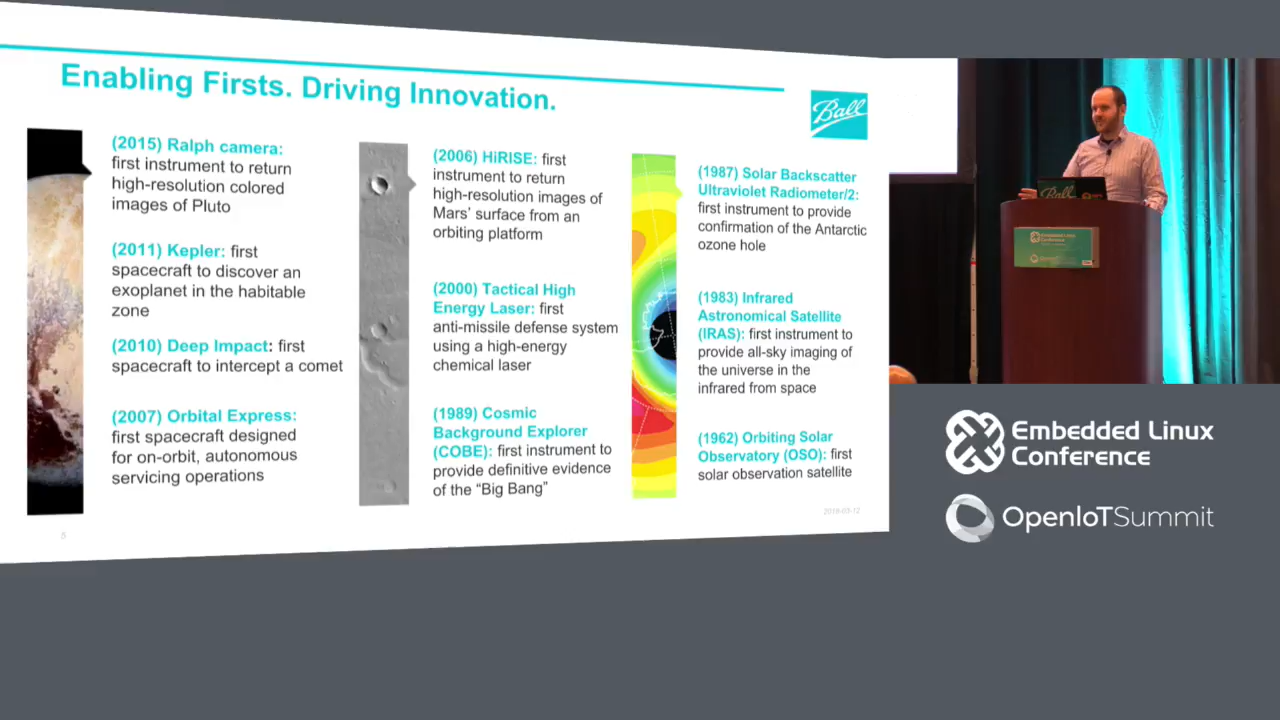 Enabling Firsts. Driving Innovation.
Ball
(2015) Ralph camera:
first instrument to return
high-resolution colored
images of Pluto
(2011) Kepler: first
spacecraft to discover an
exoplanet in the habitable
zone
(2010) Deep Impact: first
spacecraft to intercept a comet
(2007) Orbital Express:
first spacecraft designed
for on-orbit, autonomous
servicing operations
(2006) HiRISE: first
instrument to return
high-resolution images of
Mars' surface from an
orbiting platform
(2000) Tactical High
Energy Laser: first
anti-missile defense system
using a high-energy
chemical laser
(1989) Cosmic
Background Explorer
(COBE): first instrument to
provide definitive evidence
of the “Big Bang”
(1987) Solar Backscatter
Ultraviolet Radiometer/2:
first instrument to provide
confirmation of the Antarctic
ozone hole
(1983) Infrared
Astronomical Satellite
(IRAS): first instrument to
provide all-sky imaging of
the universe in the
infrared from space
(1962) Orbiting Solar
Observatory (OSO): first
solar observation satellite
5
Ball
Embedded Linux
Conference
Embedded Linux
Conference
OpenIoTSummit